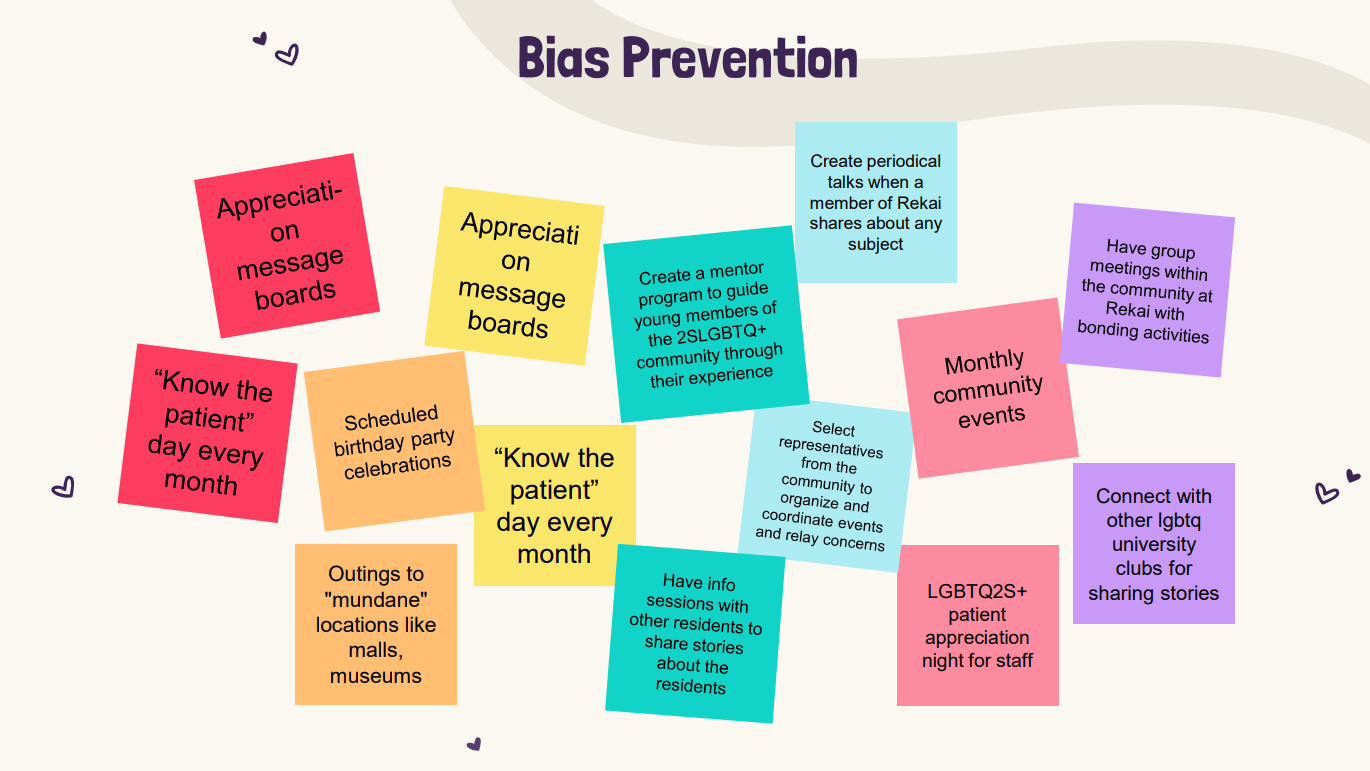 Bias Prevention
Create periodical
talks when a
member of Rekai
shares about any
subject
Appreciati-
on
message
boards
Appreciati
on
message
boards
Create a mentor
program to guide
young members of
the 2SLGBTQ+
community through
their experience
Have group
meetings within
the community at
Rekai with
bonding activities
Monthly
community
events
“Know the
patient”
day every
month
Scheduled
birthday party
celebrations
“Know the
patient”
day every
month
Select
representatives
from the
community to
organize and
coordinate events
and relay concerns
Connect with
other lgbtq
university
clubs for
sharing stories
Outings to
"mundane"
locations like
malls,
museums
Have info
sessions with
other residents to
share stories
about the
residents
LGBTQ2S+
patient
appreciation
night for staff